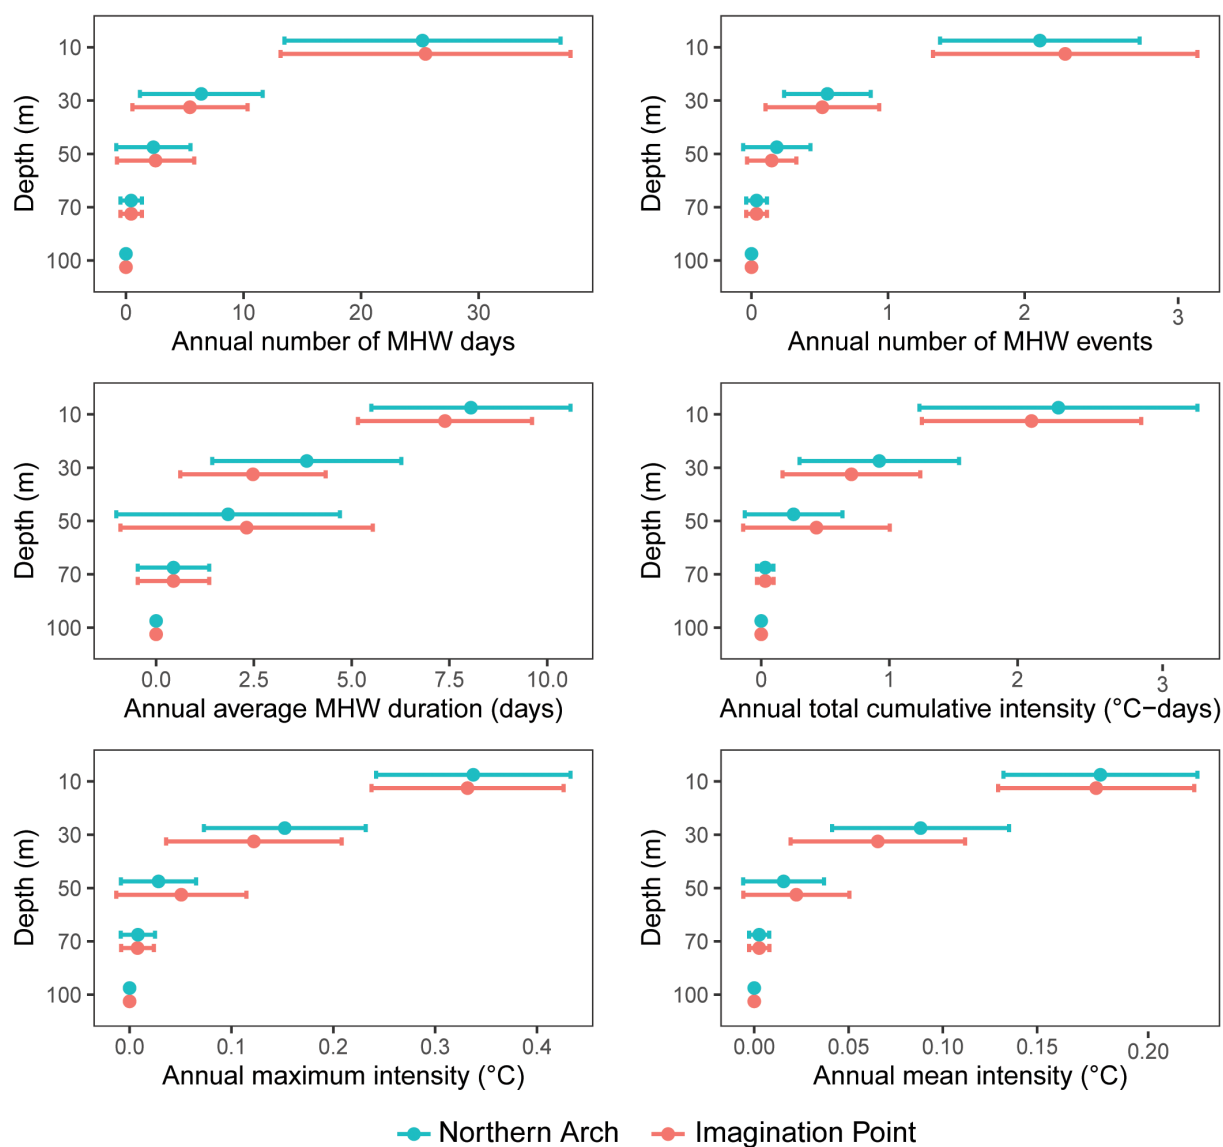 Depth (m)
10
30
50
70
100
0 10 20 30
Annual number of MHW days
Depth (m)
10
30
50
70
100
0 1 2 3
Annual number of MHW events
Depth (m)
10
30
50
70
100
0.0 2.5 5.0 7.5 10.0
Annual average MHW duration (days)
Depth (m)
10
30
50
70
100
0 1 2 3
Annual total cumulative intensity (°C−days)
Depth (m)
10
30
50
70
100
0.0 0.1 0.2 0.3 0.4
Annual maximum intensity (°C)
Depth (m)
10
30
50
70
100
0.00 0.05 0.10 0.15 0.20
Annual mean intensity (°C)
Northern Arch Imagination Point